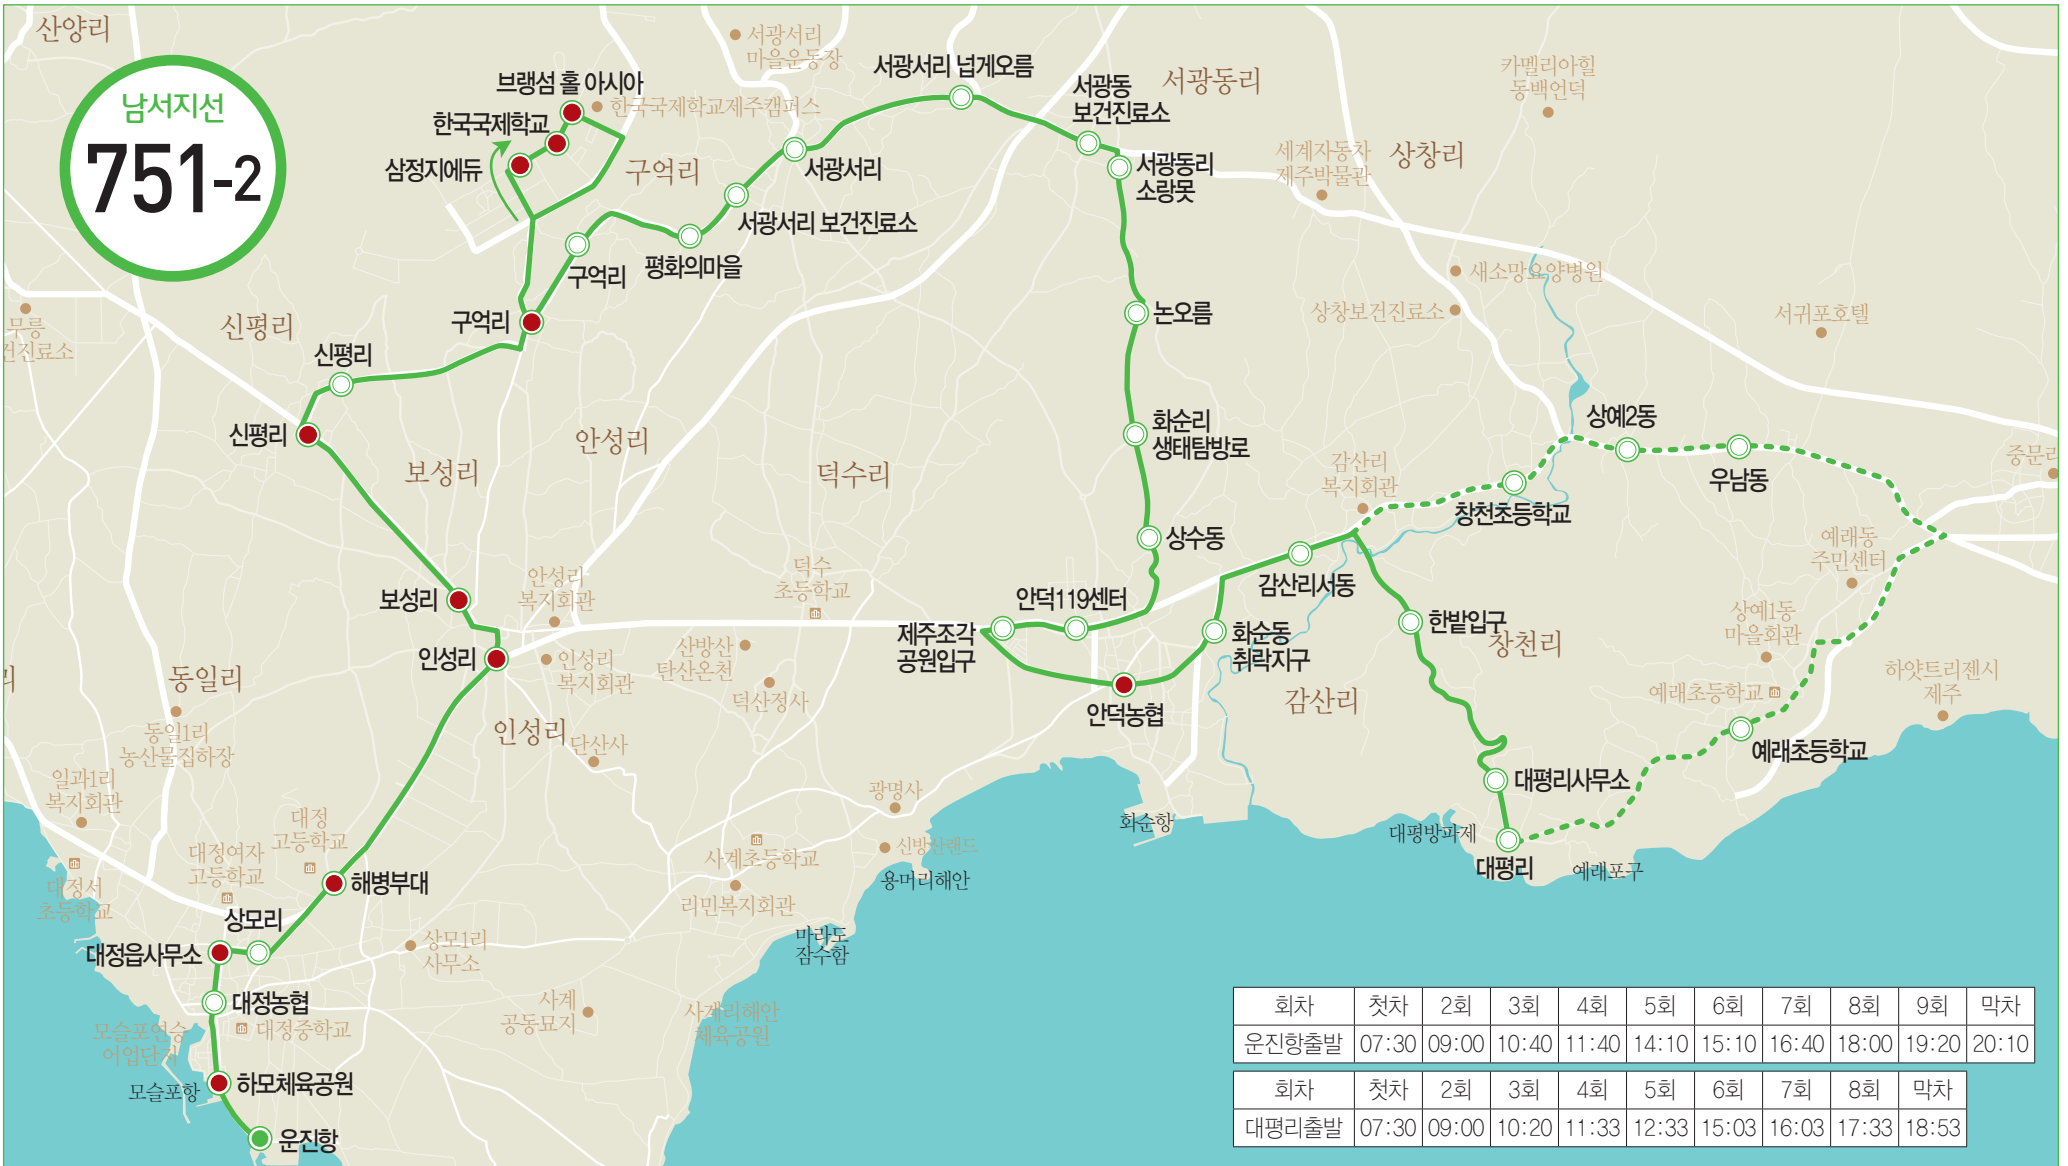 산양리
남서지선
751-2
서광서리
마을운동장
브랭섬 홀 아시아
한국국제학교제주캠퍼스
한국국제학교
삼정지에듀
구억리
서광서리 넙게오름
서광동
보건진료소
서광동리
카멜리아힐
동백언덕
세계자동차
제주박물관
상창리
서광서리
서광동리
소랑못
서광서리 보건진료소
평화의마을
구억리
구억리
새소망요양병원
상창보건진료소
서귀포호텔
논오름
무릉
건진료소
신평리
신평리
신평리
안성리
보성리
덕수리
화순리
생태탐방로
감산리
복지회관
상예2동
우남동
중문리
창천초등학교
상수동
예래동
주민센터
보성리
안성리
복지회관
덕수
초등학교
안덕119센터
감산리서동
제주조각
공원입구
화순동
취락지구
한밭입구
창천리
상예1동
마을회관
인성리
인성리
복지회관
산방산
탄산온천
덕산정사
동일리
리
안덕농협
감산리
예래초등학교
하얏트리젠시
제주
예래초등학교
동일1리
농산물집하장
인성리
단산사
일과1리
복지회관
대정
고등학교
대정여자
고등학교
대평리사무소
광명사
화순항
대평방파제
대평리
예래포구
사계초등학교
신방산랜드
용머리해안
대정서
초등학교
해병부대
리민복지회관
상모리
대정읍사무소
상모1리
사무소
마라도
잠수함
대정농협
대정중학교
모슬포연승
어업단지
사계
공동묘지
사계리해안
체육공원
모슬포항
하모체육공원
운진항
회차 첫차 2회 3회 4회 5회 6회 7회 8회 9회 막차
운진항출발 07:30 09:00 10:40 11:40 14:10 15:10 16:40 18:00 19:20 20:10
회차 첫차 2회 3회 4회 5회 6회 7회 8회 막차
대평리출발 07:30 09:00 10:20 11:33 12:33 15:03 16:03 17:33 18:53